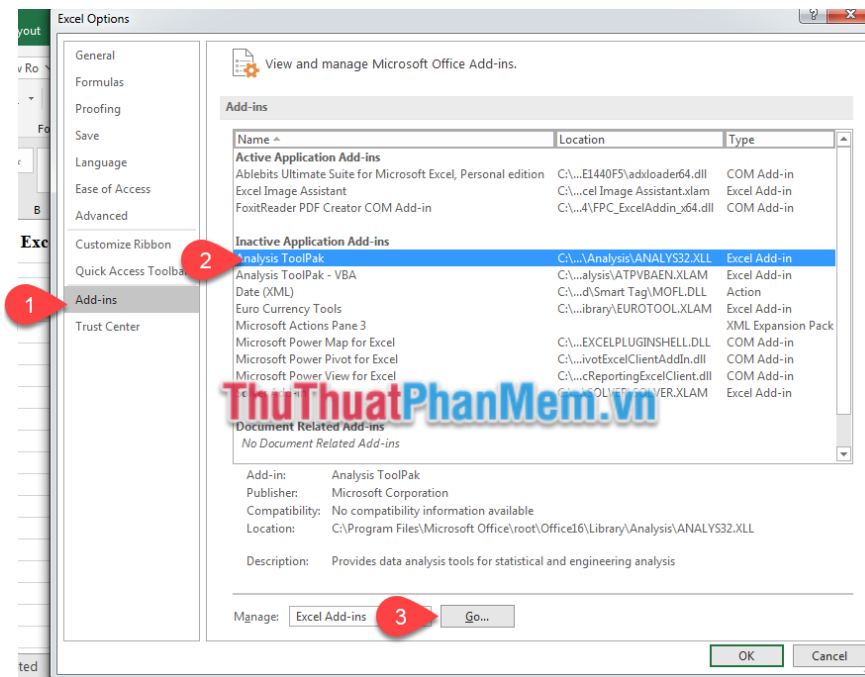 Excel Options
yout
General
View and manage Microsoft Office Add-ins.
v Ro
Formulas
Proofing
Add-ins
Fo
Save
Name Location Type
Active Application Add-ins
Language
Ablebits Ultimate Suite for Microsoft Excel, Personal edition C:\...E1440F5\adxloader64.dll COM Add-in
Ease of Access
Excel Image Assistant C:\...cel Image Assistant.xlam Excel Add-in
B
Advanced
FoxitReader PDF Creator COM Add-in C:\...4\FPC_ExcelAddin_x64.dll COM Add-in
Exc
Customize Ribbon
Inactive Application Add-ins
2
Analysis ToolPak C:\...\Analysis\ANALYS32.XLL Excel Add-in
Quick Access Toolba
Analysis ToolPak - VBA C:\...alysis\ATPVBAEN.XLAM Excel Add-in
Date (XML) C:\...d\Smart Tag\MOFL.DLL Action
1
Add-ins
Euro Currency Tools C:\...ibrary\EUROTOOL.XLAM Excel Add-in
Microsoft Actions Pane 3 XML Expansion Pack
Trust Center
Microsoft Power Map for Excel C:\...EXCELPLUGINSHELL.DLL COM Add-in
Microsoft Power Pivot for Excel C:\...ivotExcelClientAddIn.dll COM Add-in
Microsoft Power View for Excel C:\...cReportingExcelClient.dll COM Add-in
Excel Add-in
ThuThuatPhanMem.vn
Document Related Add-ins
No Document Related Add-ins
Add-in: Analysis ToolPak
Publisher: Microsoft Corporation
Compatibility: No compatibility information available
Location: C:\Program Files\Microsoft Office\root\Office16\Library\Analysis\ANALYS32.XLL
Description: Provides data analysis tools for statistical and engineering analysis
Manage: Excel Add-ins 3 Go...
OK Cancel
ted